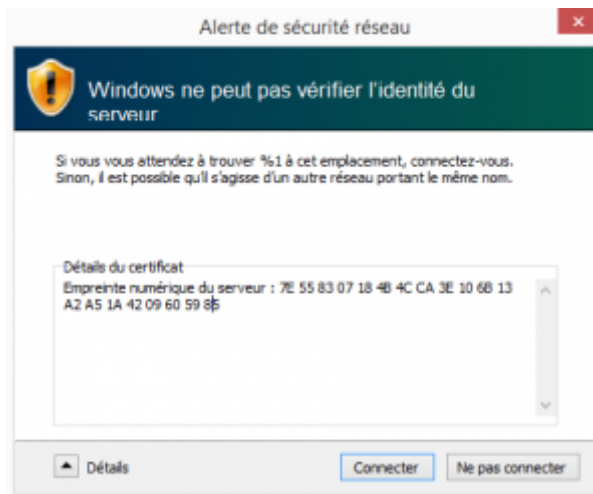 Alerte de sécurité réseau
Windows ne peut pas vérifier l'identité du
serveur
Si vous vous attendez à trouver %1 à cet emplacement, connectez-vous.
Sinon, il est possible qu'il s'agisse d'un autre réseau portant le même nom.
Détails du certificat
Empreinte numérique du serveur : 7E 55 83 07 18 4B 4C CA 3E 10 6B 13
A2 A5 1A 42 09 60 59 85
Détails
Connecter
Ne pas connecter